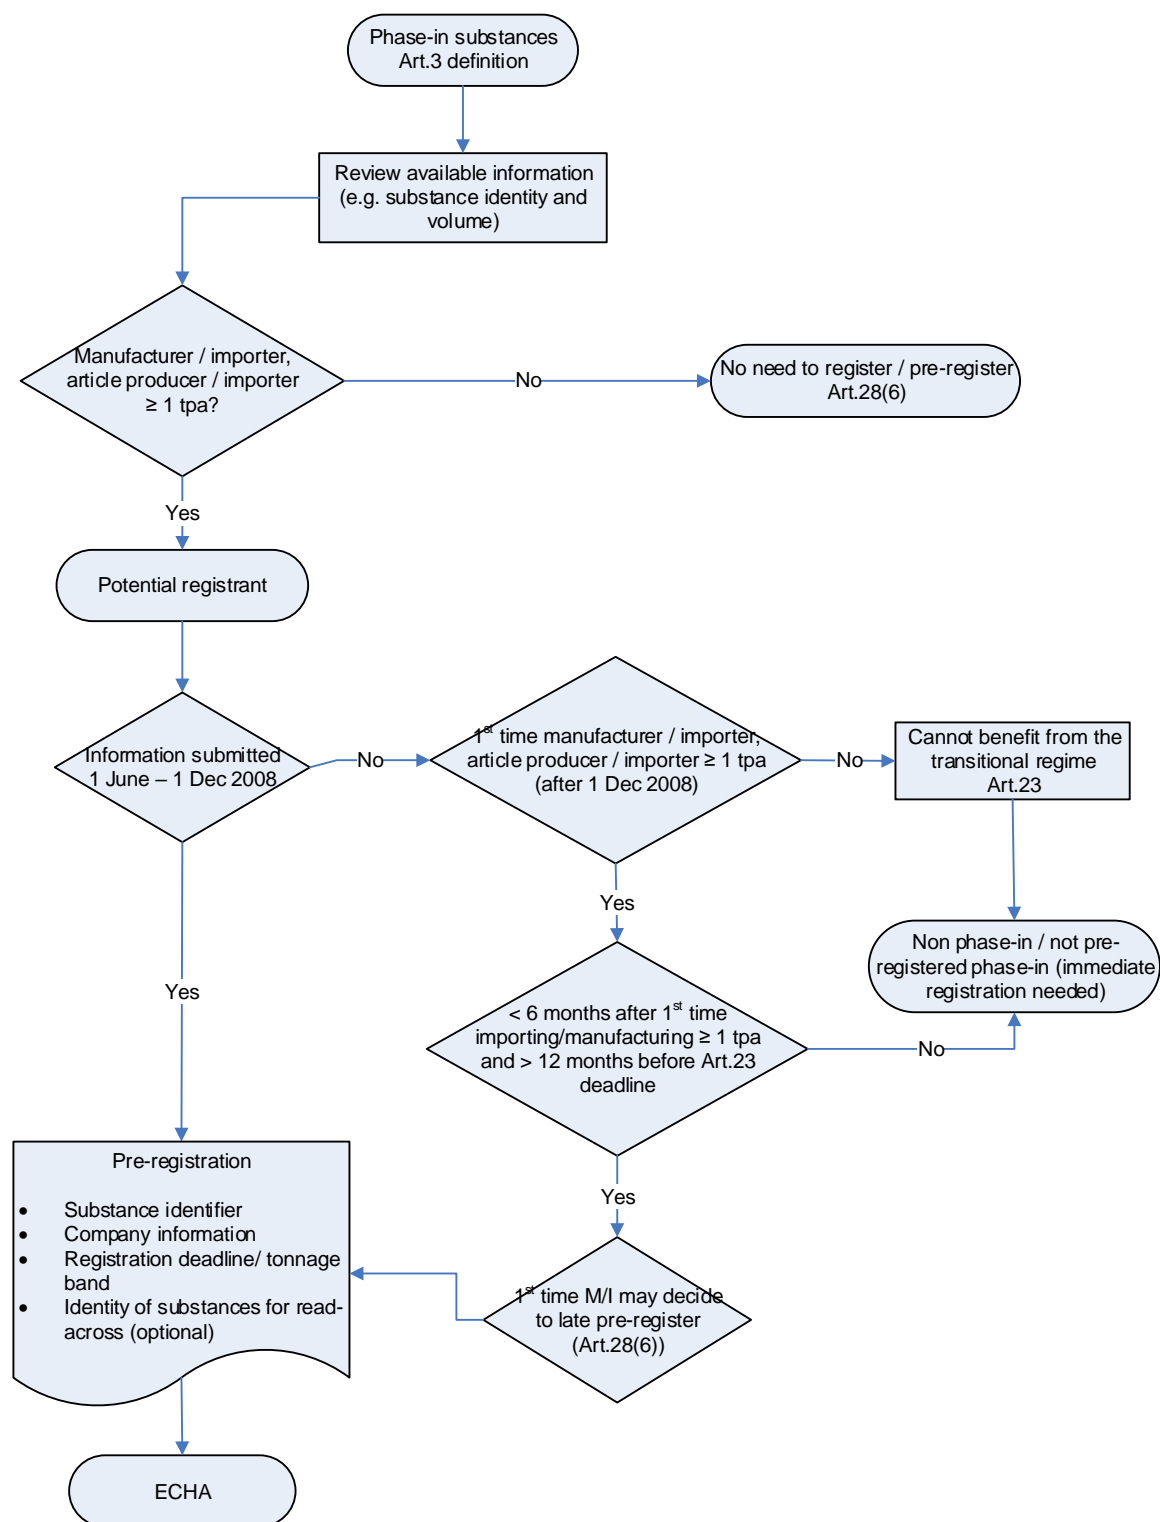 Phase-in substances
Art.3 definition
Review available information
(e.g. substance identity and
volume)
Manufacturer / importer,
article producer / importer
≥ 1 tpa?
No
No need to register / pre-register
Art.28(6)
Yes
Potential registrant
Information submitted
1 June – 1 Dec 2008
No
1st time manufacturer / importer,
article producer / importer ≥ 1 tpa
(after 1 Dec 2008)
No
Cannot benefit from the
transitional regime
Art.23
Yes
Non phase-in / not pre-
registered phase-in (immediate
registration needed)
Yes
< 6 months after 1st time
importing/manufacturing ≥ 1 tpa
and > 12 months before Art.23
deadline
No
Yes
Pre-registration
• Substance identifier
• Company information
• Registration deadline/ tonnage
band
• Identity of substances for read-
across (optional)
1st time M/I may decide
to late pre-register
(Art.28(6))
ECHA